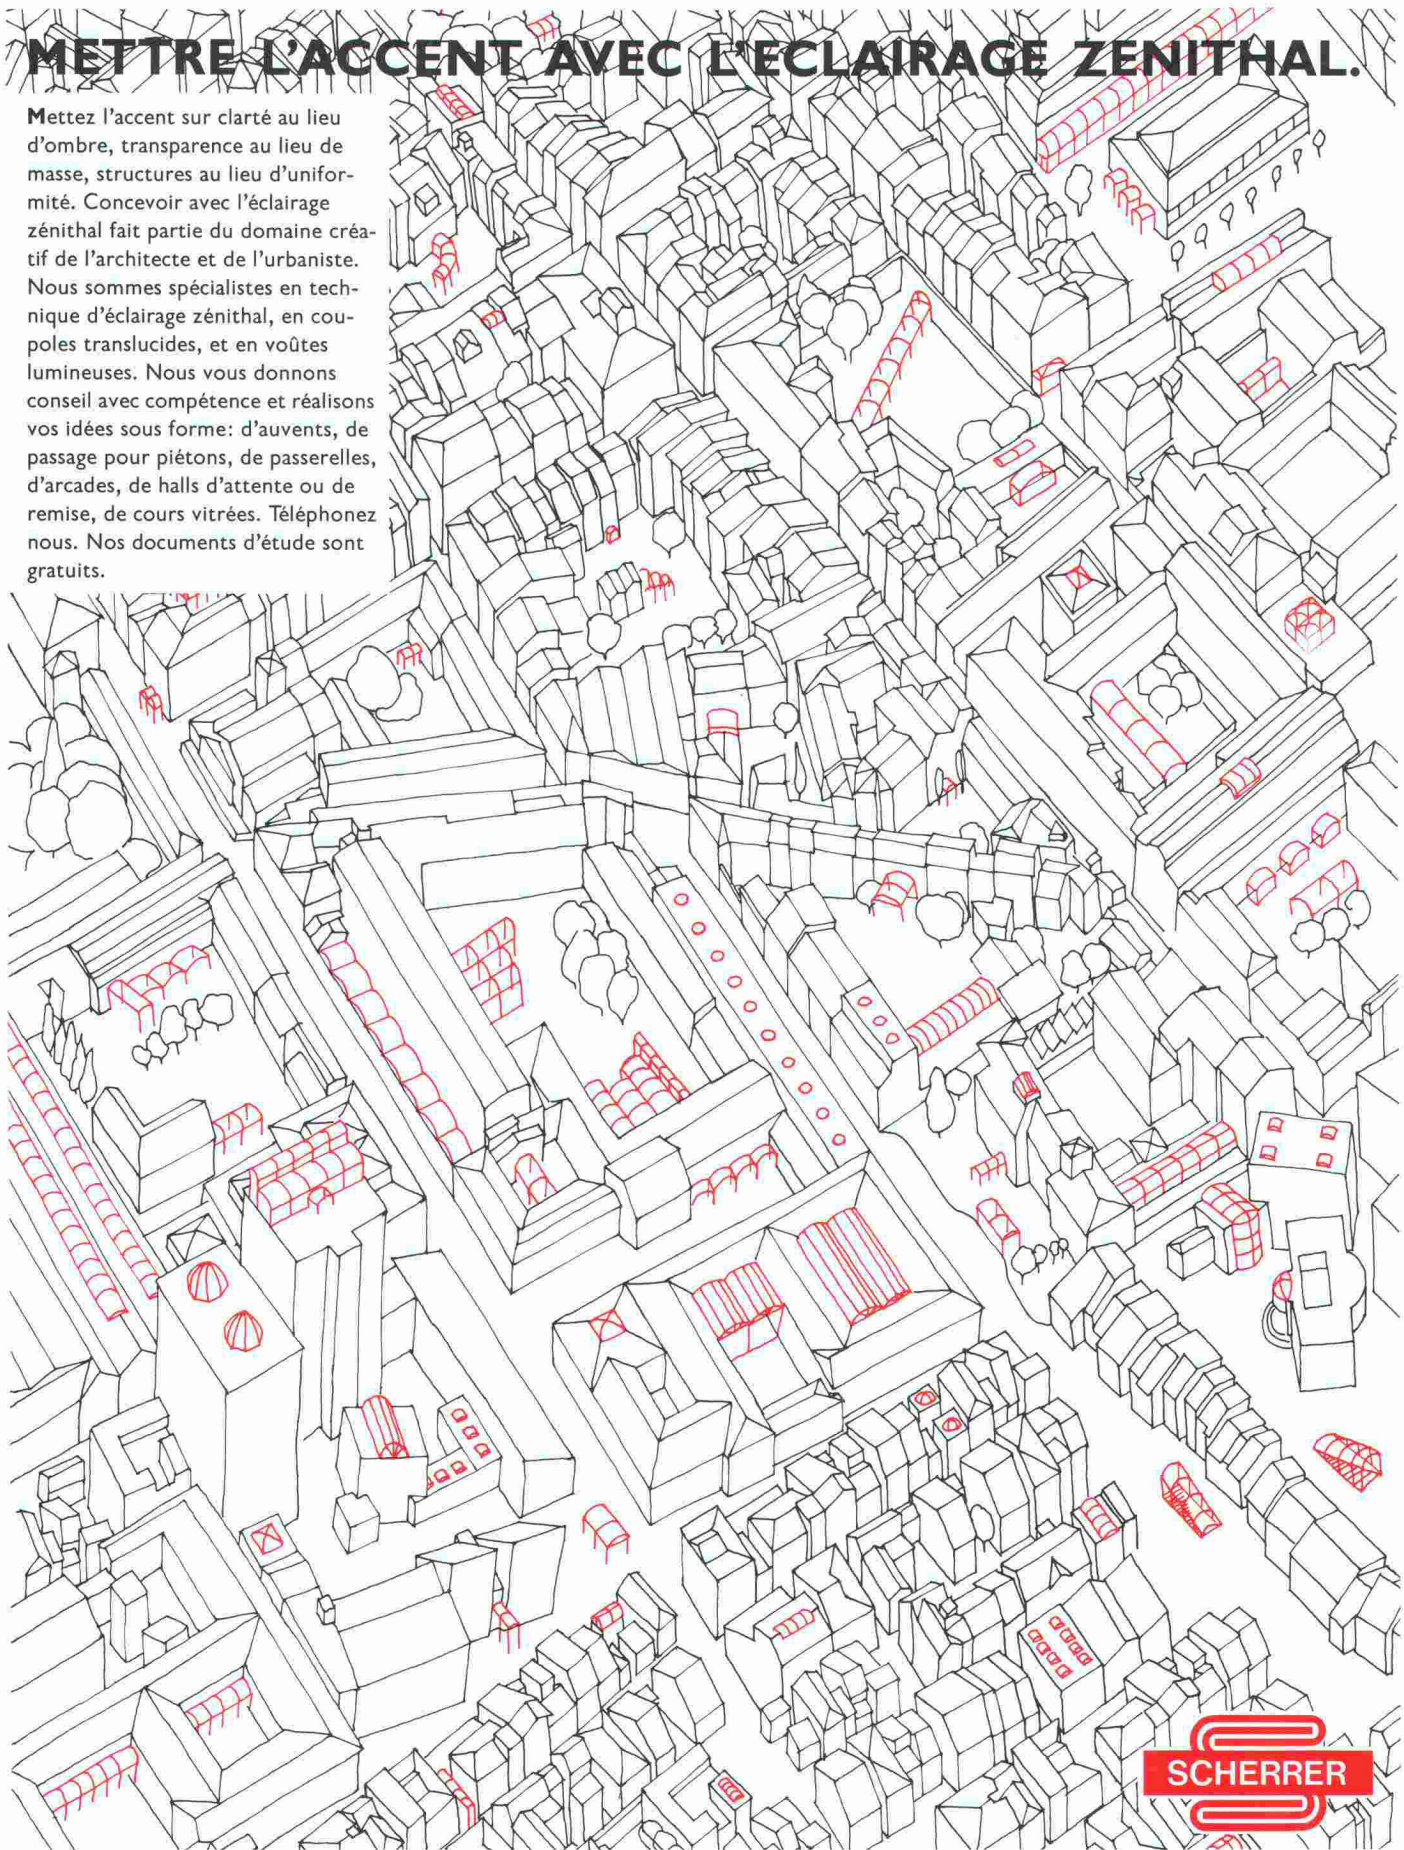 METTRE L'ACCENT AVEC L'ECLAIRAGE ZENITHAL.
Mettez l'accent sur clarté au lieu
d'ombre, transparence au lieu de
masse, structures au lieu d'unifor-
mité. Concevoir avec l'éclairage
zénithal fait partie du domaine créa-
tif de l'architecte et de l'urbaniste.
Nous sommes spécialistes en tech-
nique d'éclairage zénithal, en cou-
poles translucides, et en voûtes
lumineuses. Nous vous donnons
conseil avec compétence et réalisons
vos idées sous forme: d'auvents, de
passage pour piétons, de passerelles,
d'arcades, de halls d'attente ou de
remise, de cours vitrées. Téléphonez
nous. Nos documents d'étude sont
gratuits.
SCHERRER